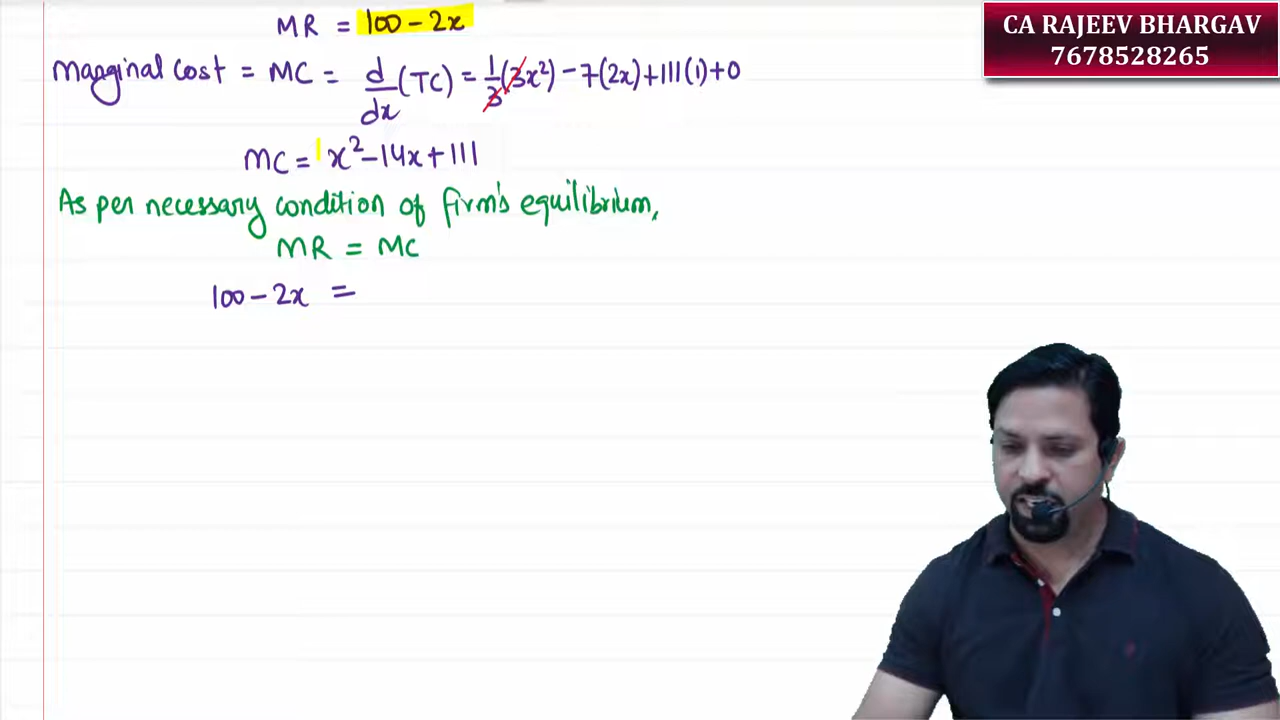 MR = 100 - 2x
CA RAJEEV BHARGAV
7678528265
Marginal Cost = MC = d/dx (TC) = 1/3 (3x²) - 7(2x) + 111(1) + 0
MC = x² - 14x + 111
As per necessary condition of firm's equilibrium,
MR = MC
100 - 2x =